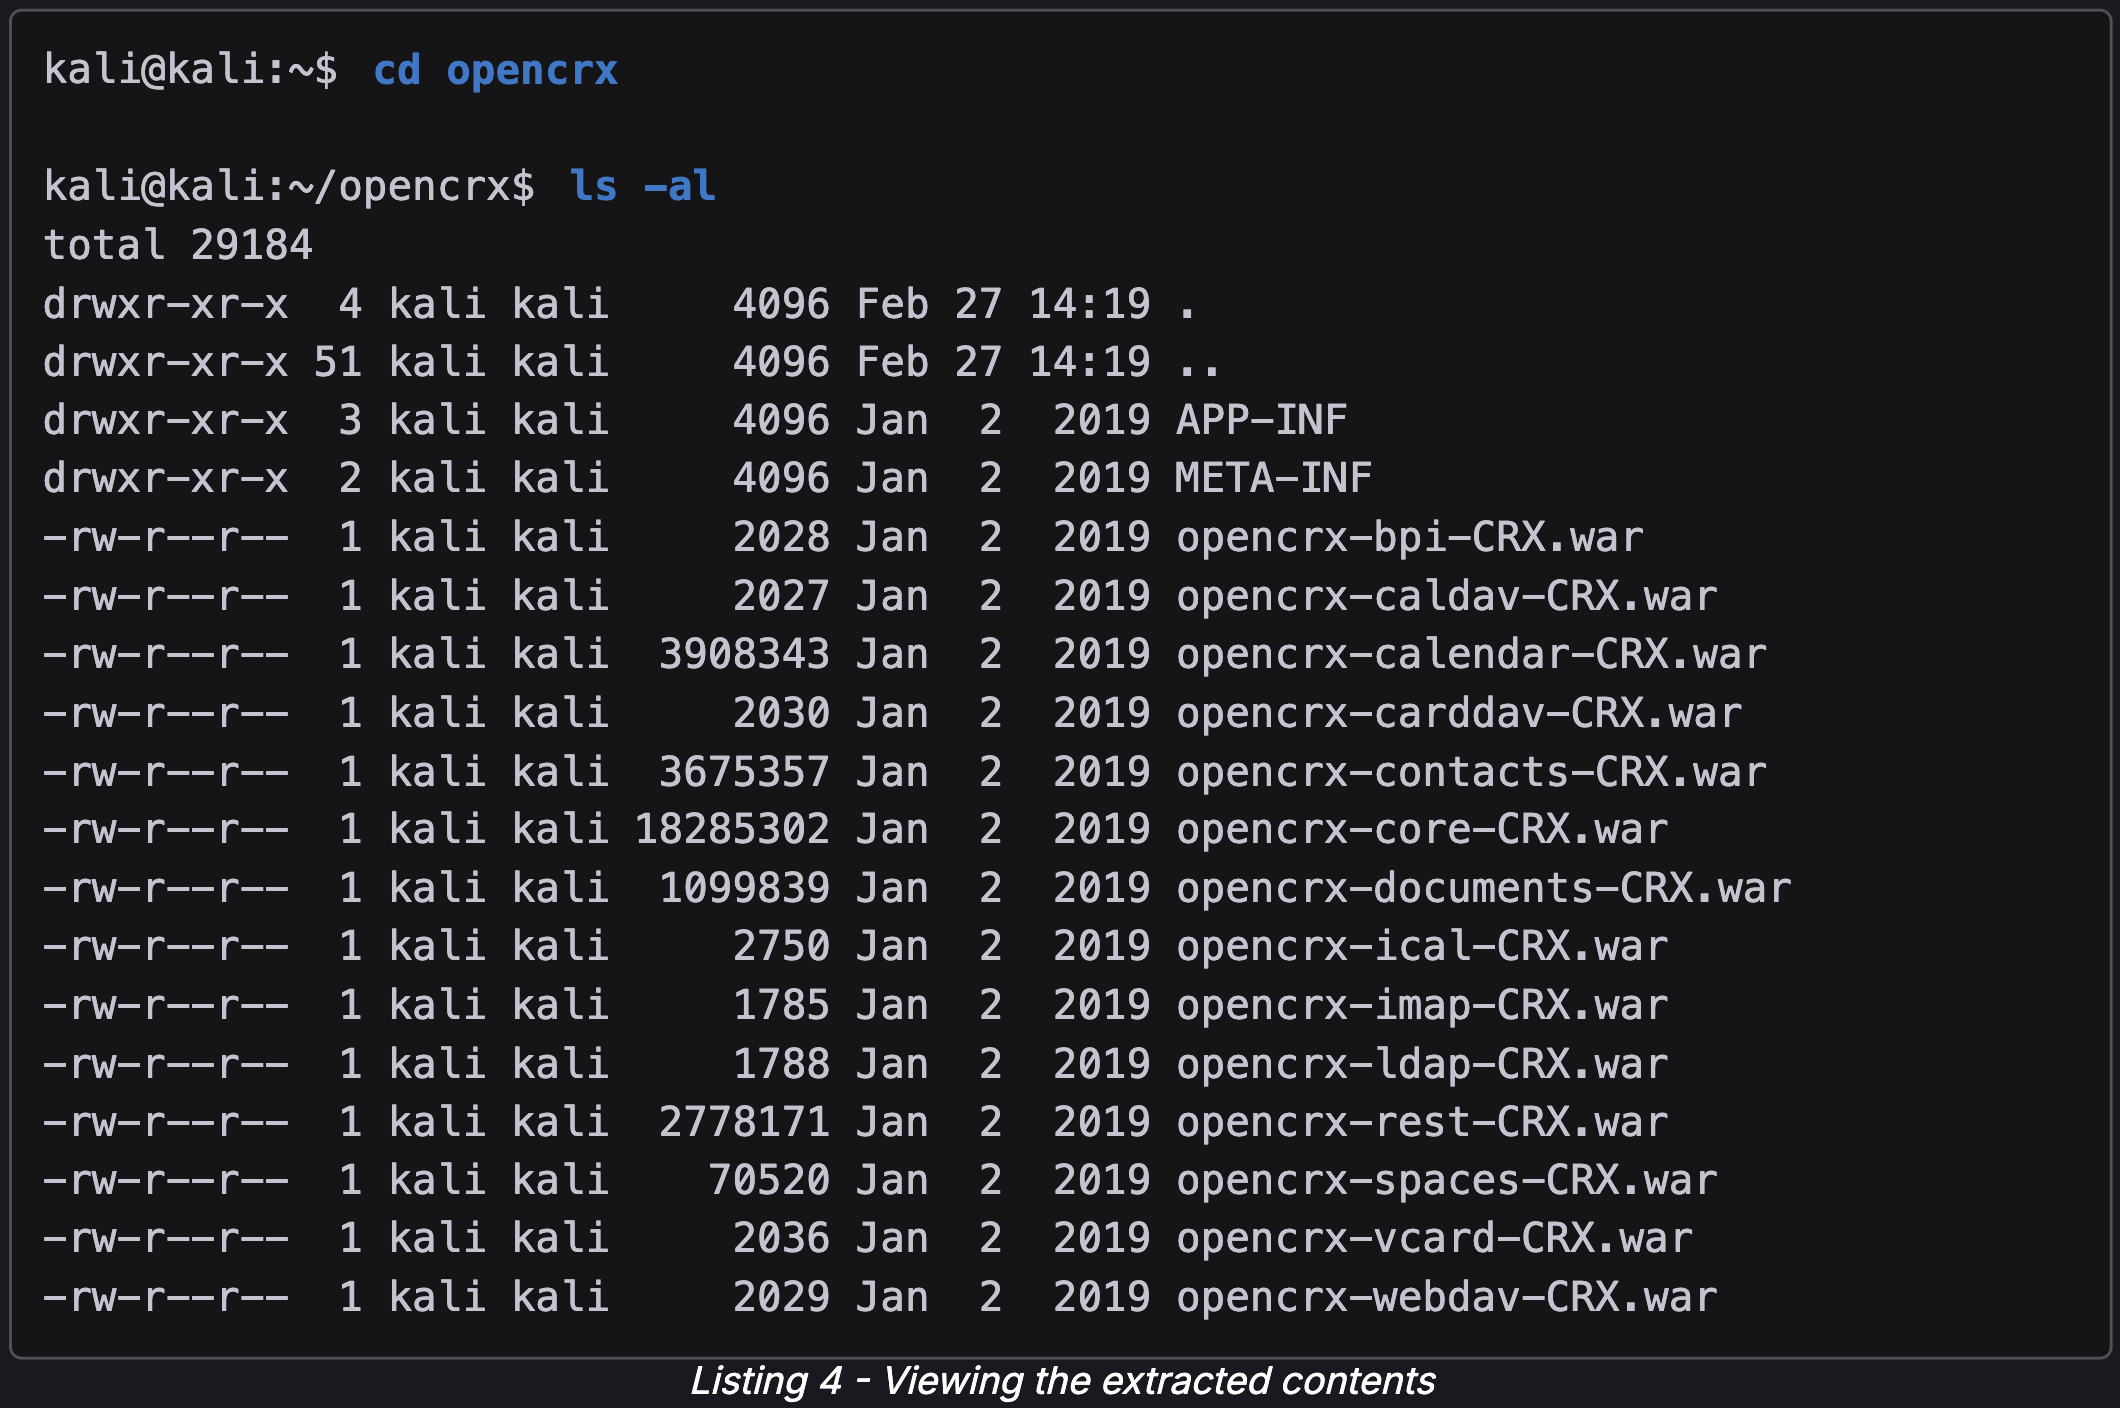 kali@kali:~$ cd opencrx
kali@kali:~/opencrx$ ls -al
total 29184
drwxr-xr-x  4 kali kali     4096 Feb 27 14:19 .
drwxr-xr-x 51 kali kali     4096 Feb 27 14:19 ..
drwxr-xr-x  3 kali kali     4096 Jan  2  2019 APP-INF
drwxr-xr-x  2 kali kali     4096 Jan  2  2019 META-INF
-rw-r--r--  1 kali kali     2028 Jan  2  2019 opencrx-bpi-CRX.war
-rw-r--r--  1 kali kali     2027 Jan  2  2019 opencrx-caldav-CRX.war
-rw-r--r--  1 kali kali  3908343 Jan  2  2019 opencrx-calendar-CRX.war
-rw-r--r--  1 kali kali     2030 Jan  2  2019 opencrx-carddav-CRX.war
-rw-r--r--  1 kali kali  3675357 Jan  2  2019 opencrx-contacts-CRX.war
-rw-r--r--  1 kali kali 18285302 Jan  2  2019 opencrx-core-CRX.war
-rw-r--r--  1 kali kali  1099839 Jan  2  2019 opencrx-documents-CRX.war
-rw-r--r--  1 kali kali     2750 Jan  2  2019 opencrx-ical-CRX.war
-rw-r--r--  1 kali kali     1785 Jan  2  2019 opencrx-imap-CRX.war
-rw-r--r--  1 kali kali     1788 Jan  2  2019 opencrx-ldap-CRX.war
-rw-r--r--  1 kali kali  2778171 Jan  2  2019 opencrx-rest-CRX.war
-rw-r--r--  1 kali kali    70520 Jan  2  2019 opencrx-spaces-CRX.war
-rw-r--r--  1 kali kali     2036 Jan  2  2019 opencrx-vcard-CRX.war
-rw-r--r--  1 kali kali     2029 Jan  2  2019 opencrx-webdav-CRX.war
Listing 4 - Viewing the extracted contents